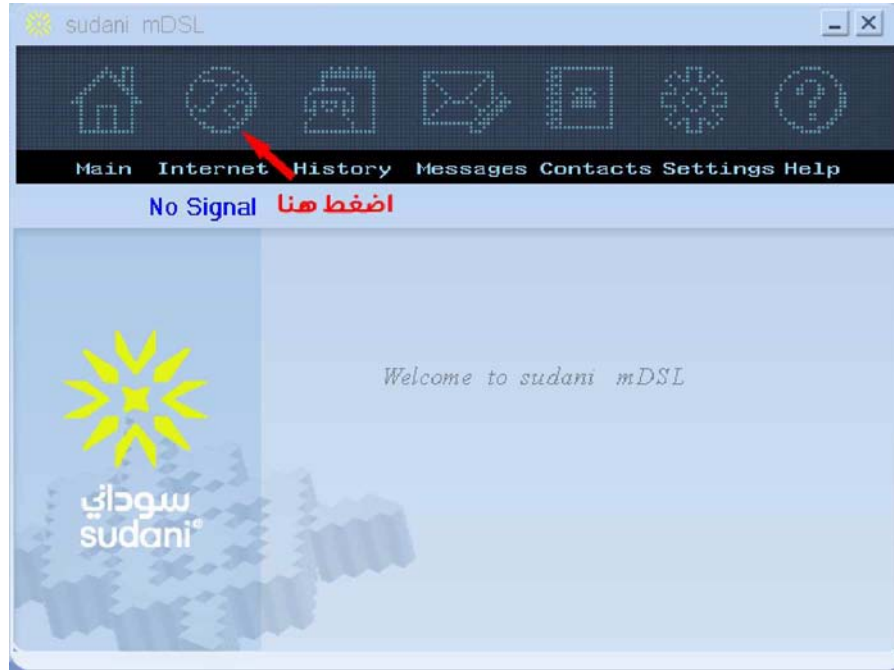 sudani mDSL
Main Internet History Messages Contacts Settings Help
No Signal اضغط هنا
Welcome to sudani mDSL
سوداني
sudani®